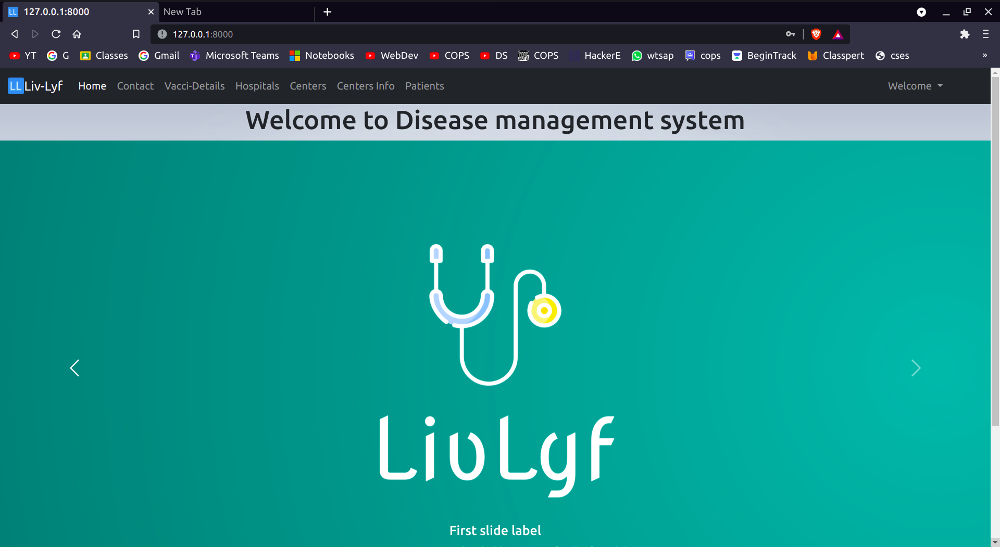 LL 127.0.0.1:8000 New Tab
127.0.0.1:8000
YT G Classes Gmail Microsoft Teams Notebooks WebDev COPS DS COPS HackerE wtsap cops BeginTrack Classpert cses »
LL Liv-Lyf Home Contact Vacci-Details Hospitals Centers Centers Info Patients Welcome
Welcome to Disease management system
LivLyf
First slide label